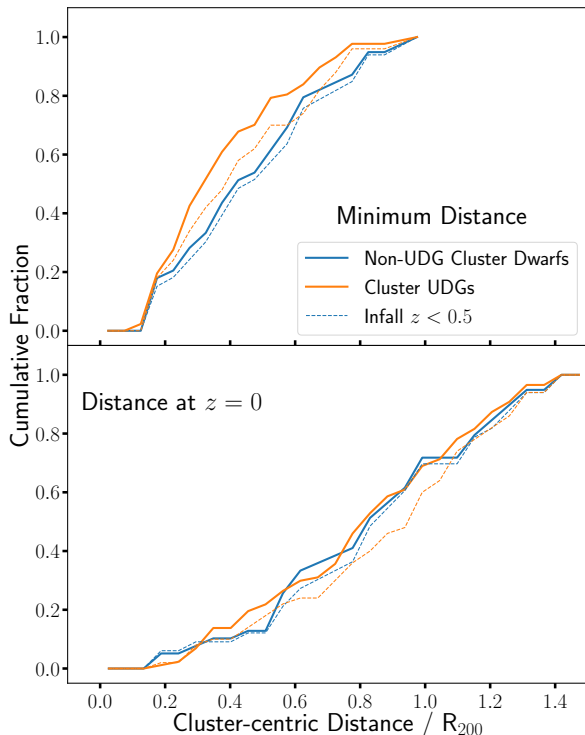 1.0
0.8
0.6
0.4
0.2
0.0
Minimum Distance
Non-UDG Cluster Dwarfs
Cluster UDGs
Infall z < 0.5
Cumulative Fraction
1.0
0.8
0.6
0.4
0.2
0.0
Distance at z = 0
0.0 0.2 0.4 0.6 0.8 1.0 1.2 1.4
Cluster-centric Distance / R₂₀₀